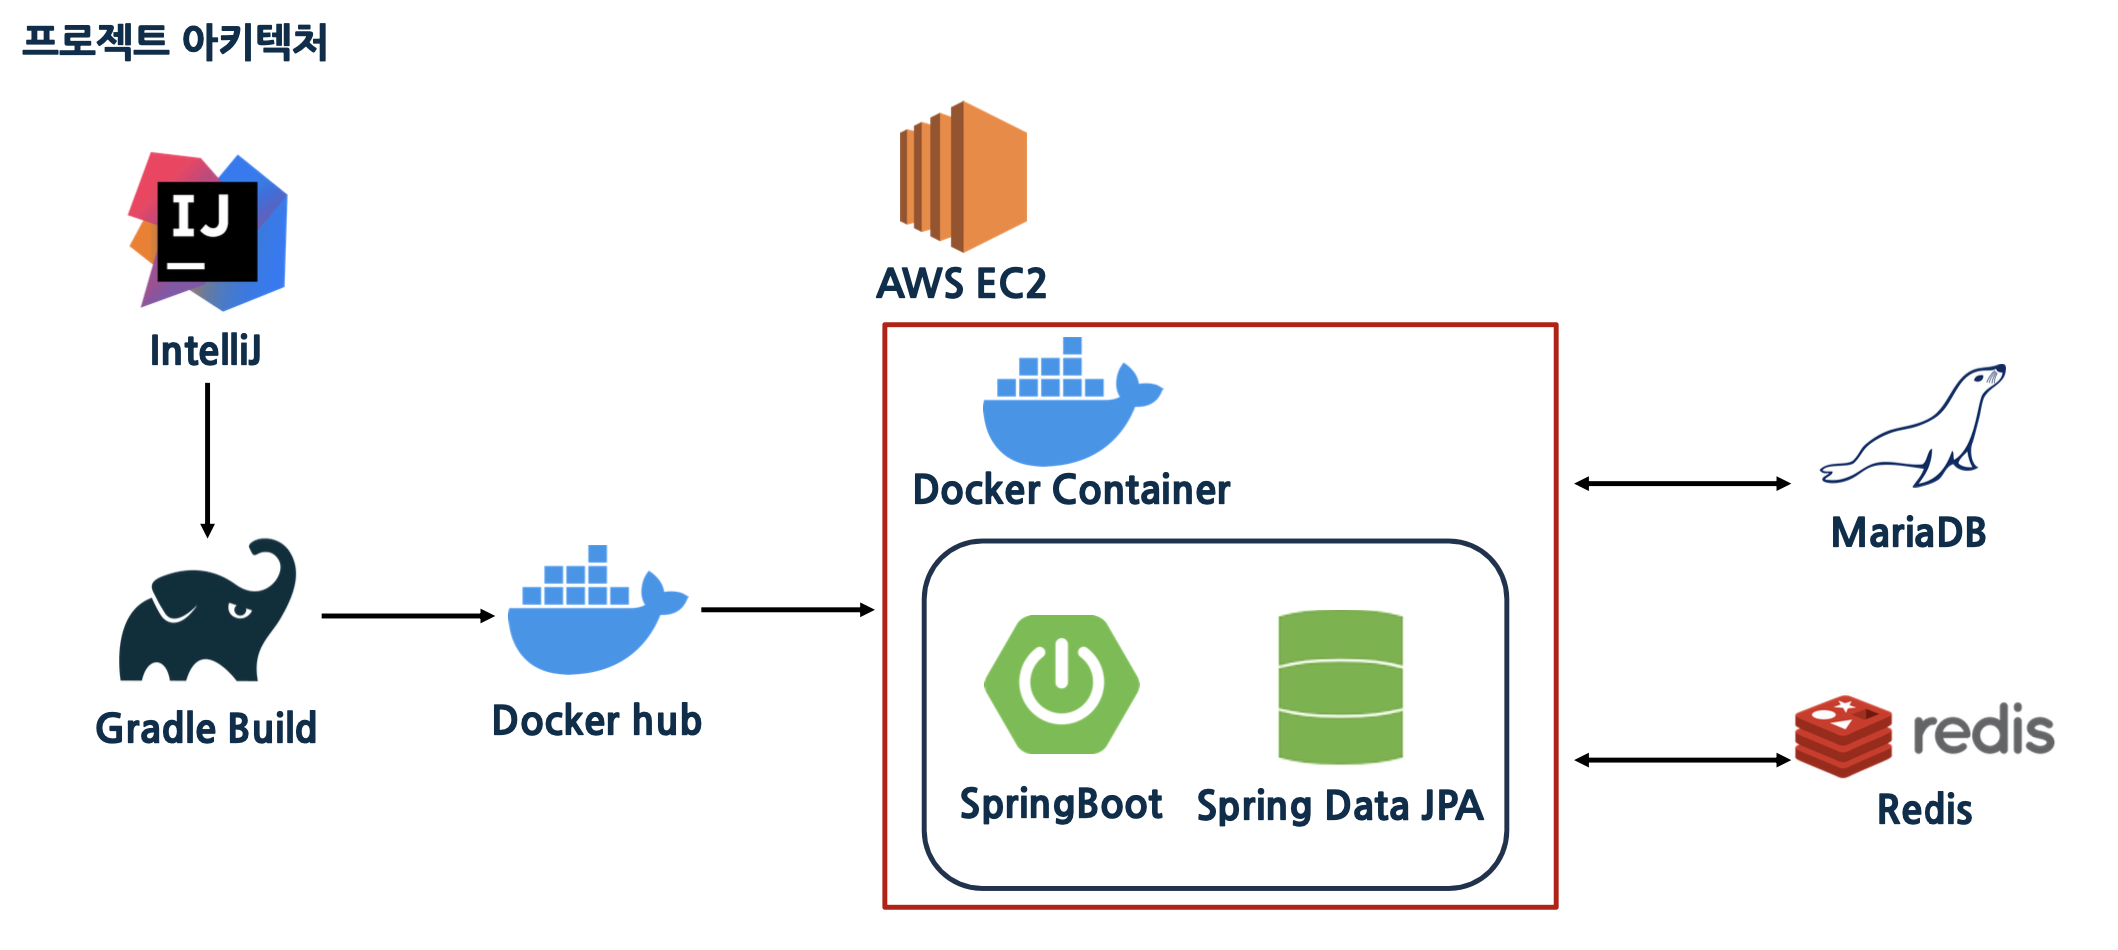 프로젝트 아키텍처
IJ
IntelliJ
AWS EC2
Docker Container
MariaDB
Gradle Build
Docker hub
SpringBoot
Spring Data JPA
redis
Redis